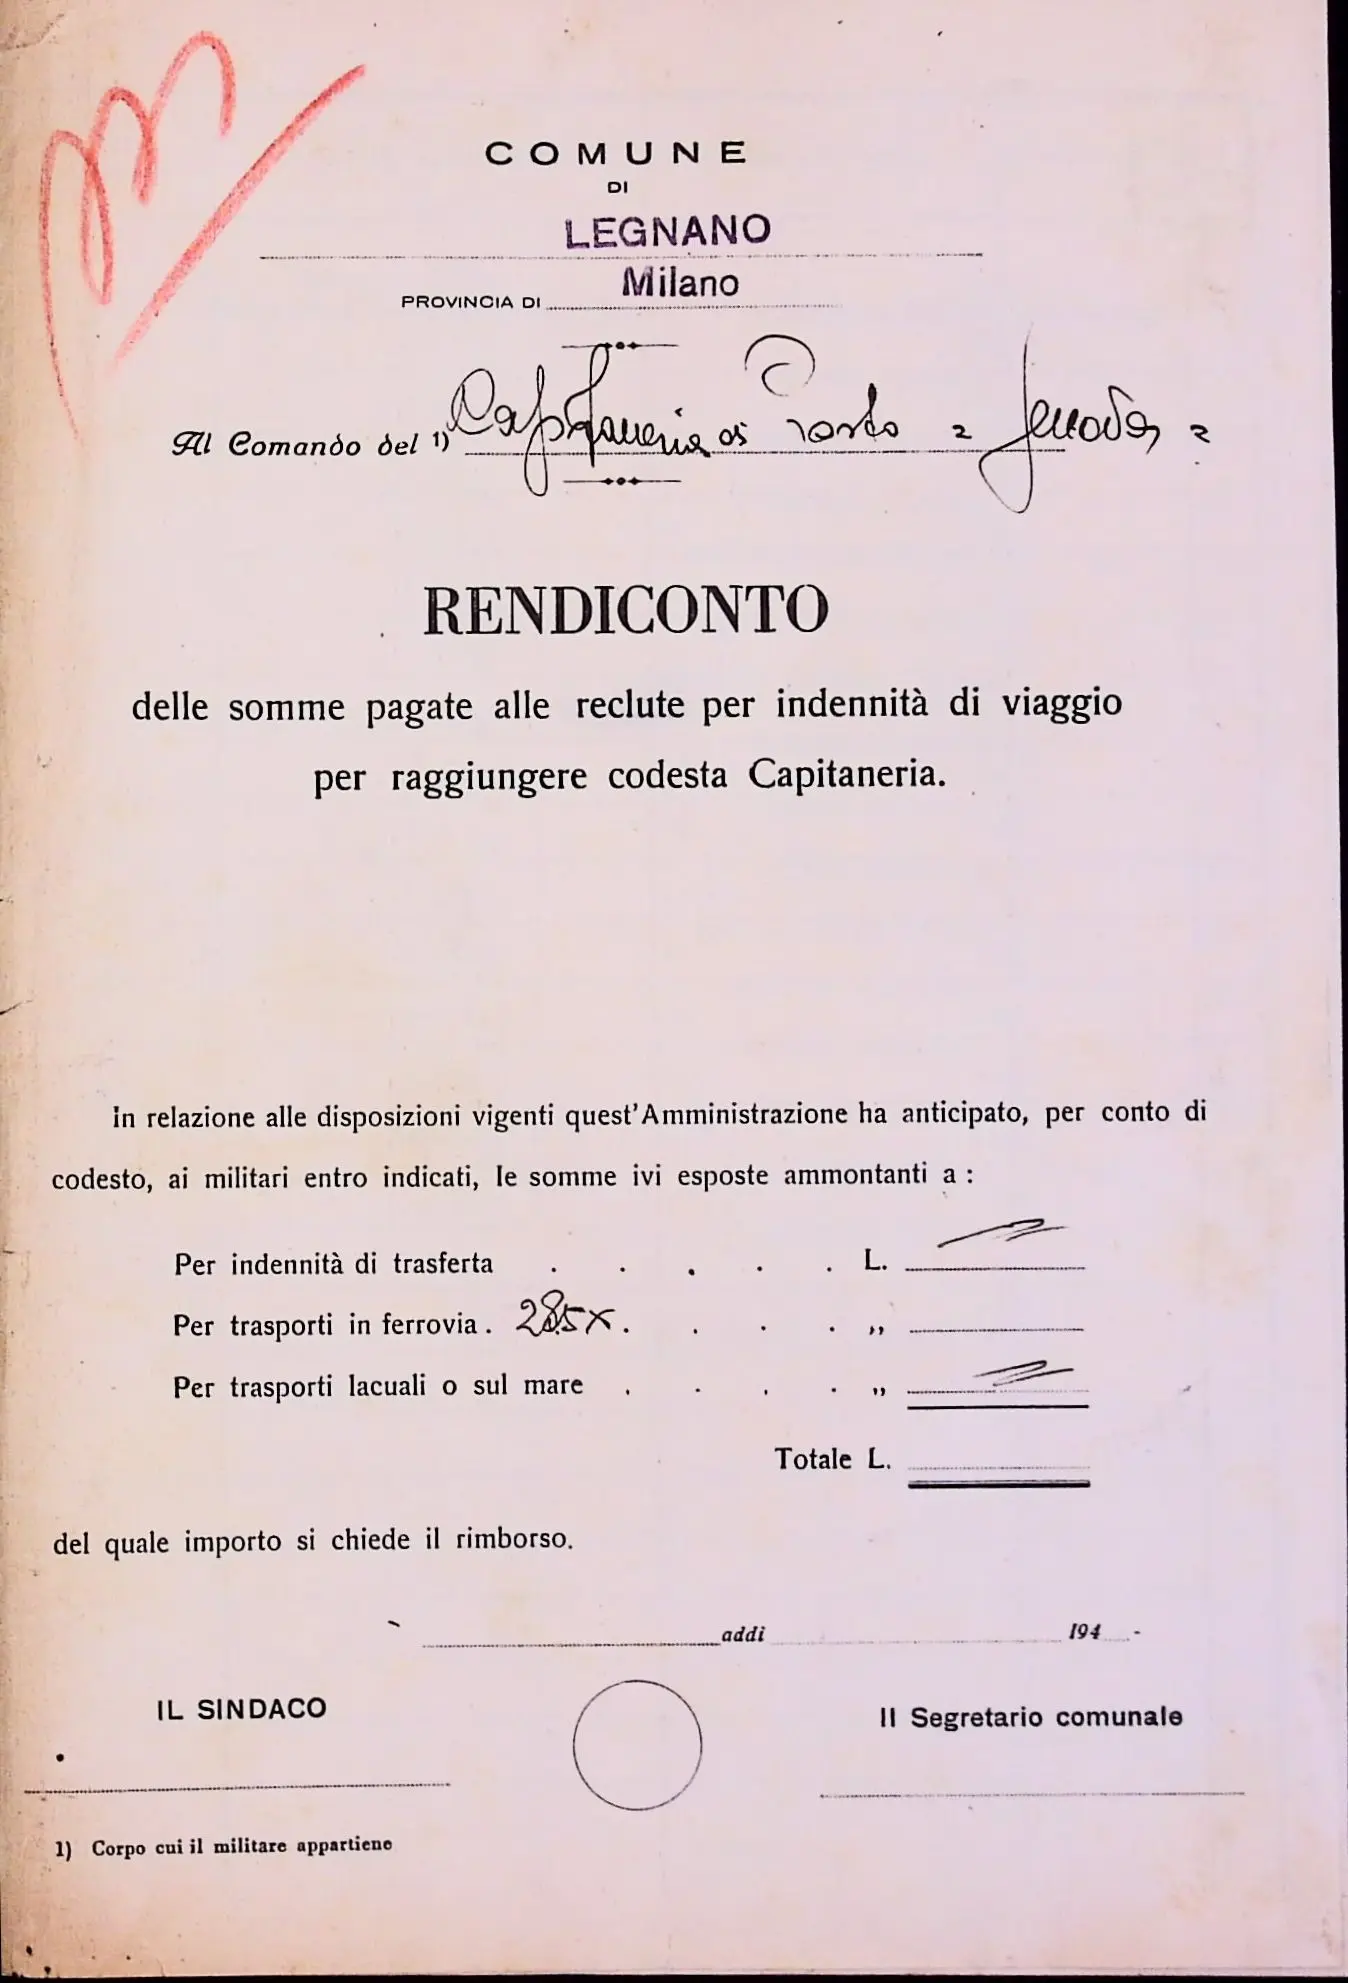 COMUNE
DI
LEGNANO
PROVINCIA DI Milano
Al Comando del 1) Capitaneria di Porto = Genova =
RENDICONTO
delle somme pagate alle reclute per indennità di viaggio
per raggiungere codesta Capitaneria.
In relazione alle disposizioni vigenti quest'Amministrazione ha anticipato, per conto di
codesto, ai militari entro indicati, le somme ivi esposte ammontanti a :
Per indennità di trasferta . . . . . L.
Per trasporti in ferrovia . . . . . „
Per trasporti lacuali o sul mare . . . . „
Totale L.
del quale importo si chiede il rimborso.
addi 194
IL SINDACO
Il Segretario comunale
1) Corpo cui il militare appartiene